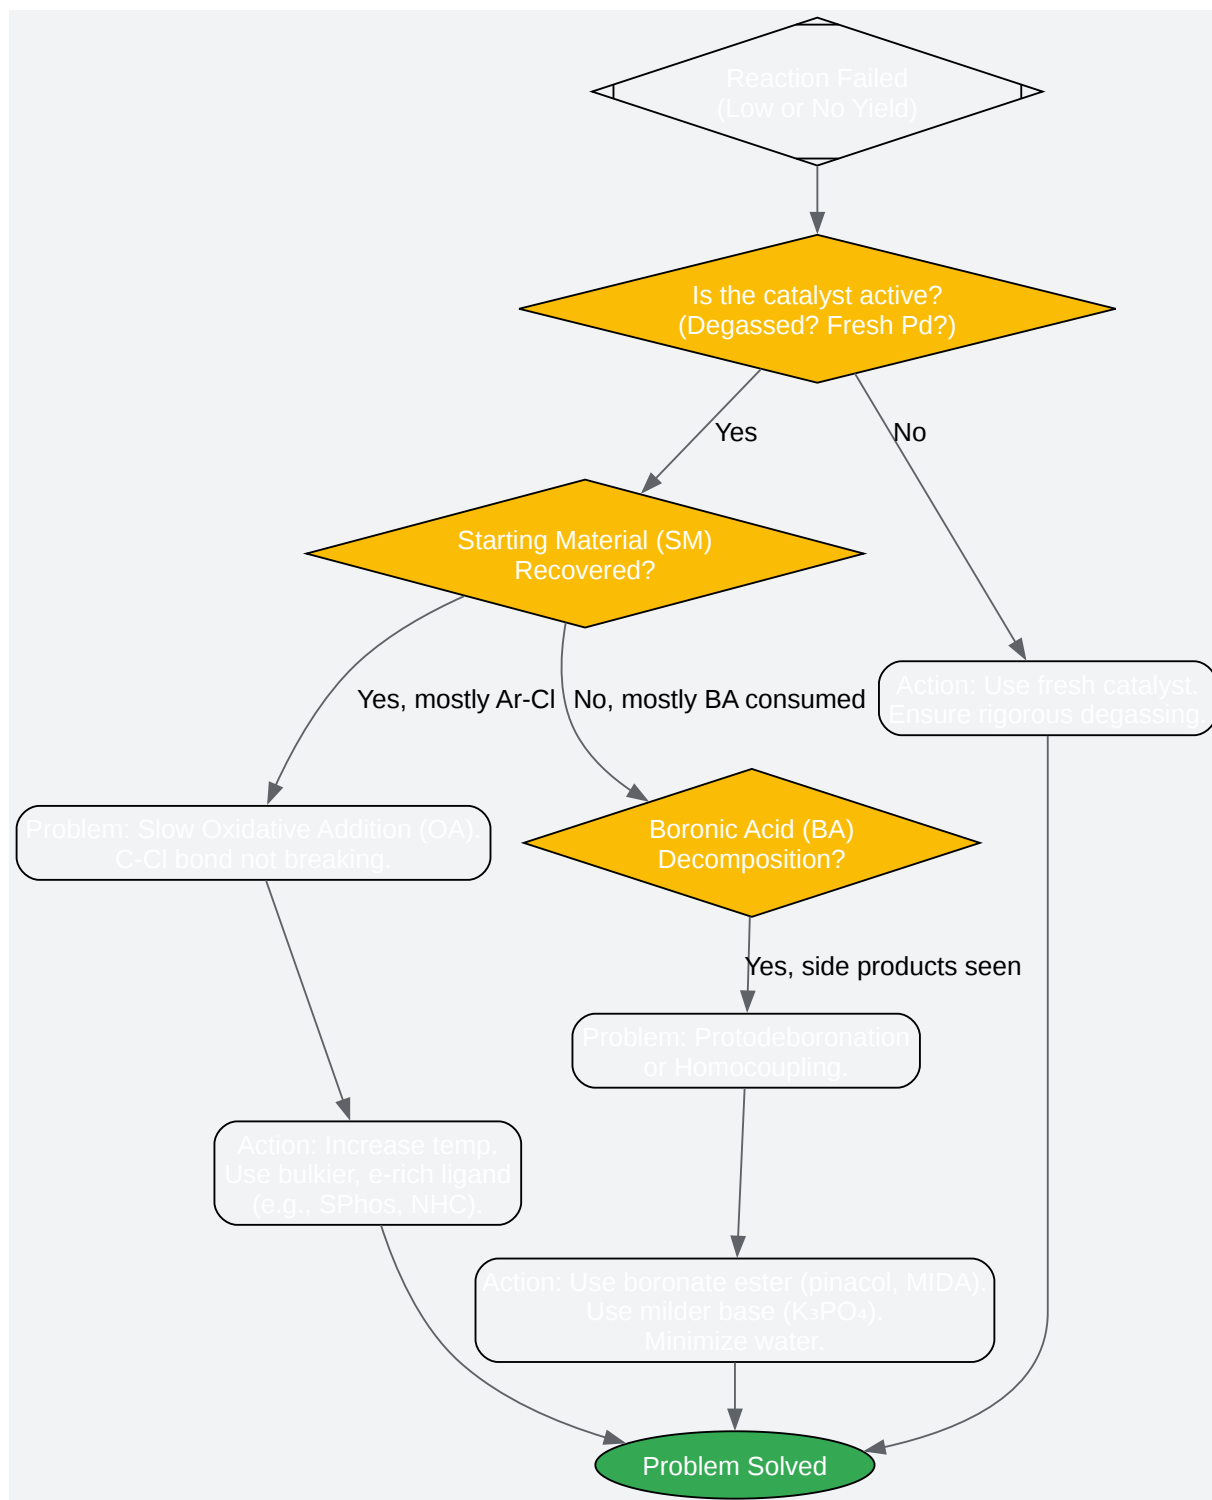 Reaction Failed
(Low or No Yield)
Is the catalyst active?
(Degassed? Fresh Pd?)
Yes
No
Starting Material (SM)
Recovered?
Yes, mostly Ar-Cl
No, mostly BA consumed
Action: Use fresh catalyst.
Ensure rigorous degassing.
Problem: Slow Oxidative Addition (OA).
C-Cl bond not breaking.
Boronic Acid (BA)
Decomposition?
Yes, side products seen
Problem: Protodeboronation
or Homocoupling.
Action: Increase temp.
Use bulkier, e-rich ligand
(e.g., SPhos, NHC).
Action: Use boronate ester (pinacol, MIDA).
Use milder base (K₃PO₄).
Minimize water.
Problem Solved